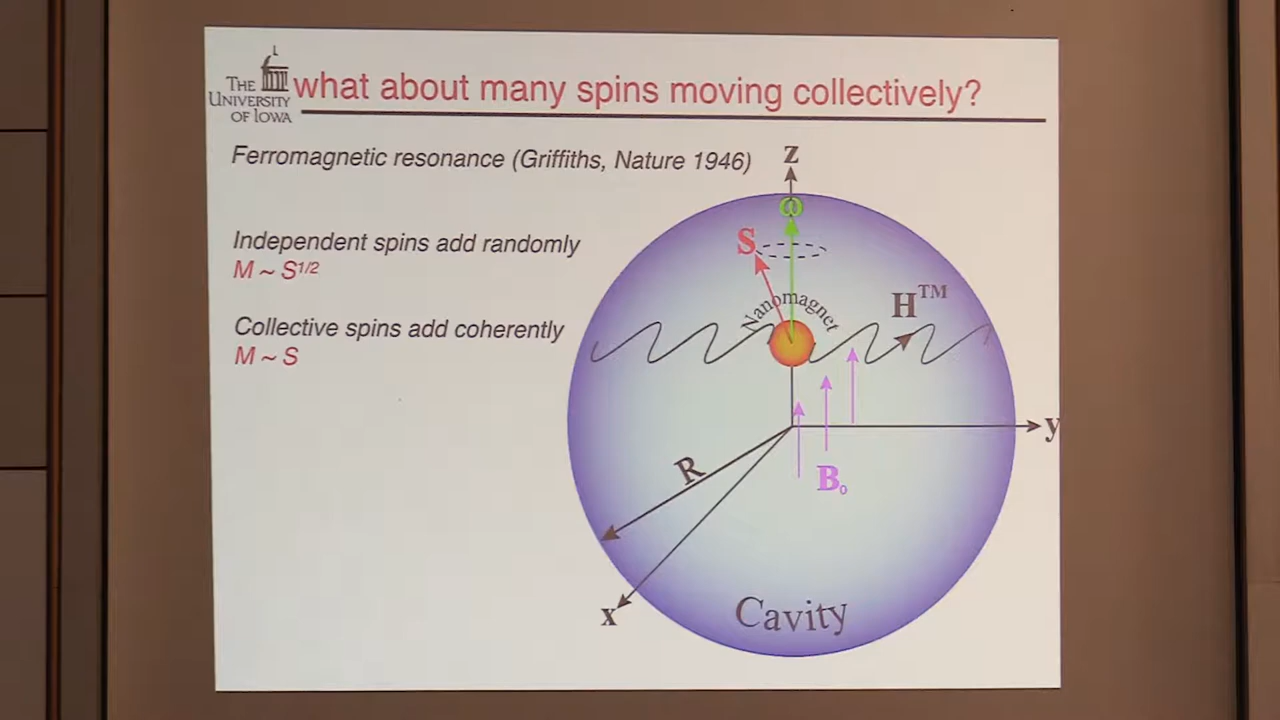 THE
UNIVERSITY
OF IOWA
what about many spins moving collectively?
Ferromagnetic resonance (Griffiths, Nature 1946)
Independent spins add randomly
M ~ S^1/2
Collective spins add coherently
M ~ S
z
ω
S
Nanomagnet
H^TM
y
R
B₀
x
Cavity